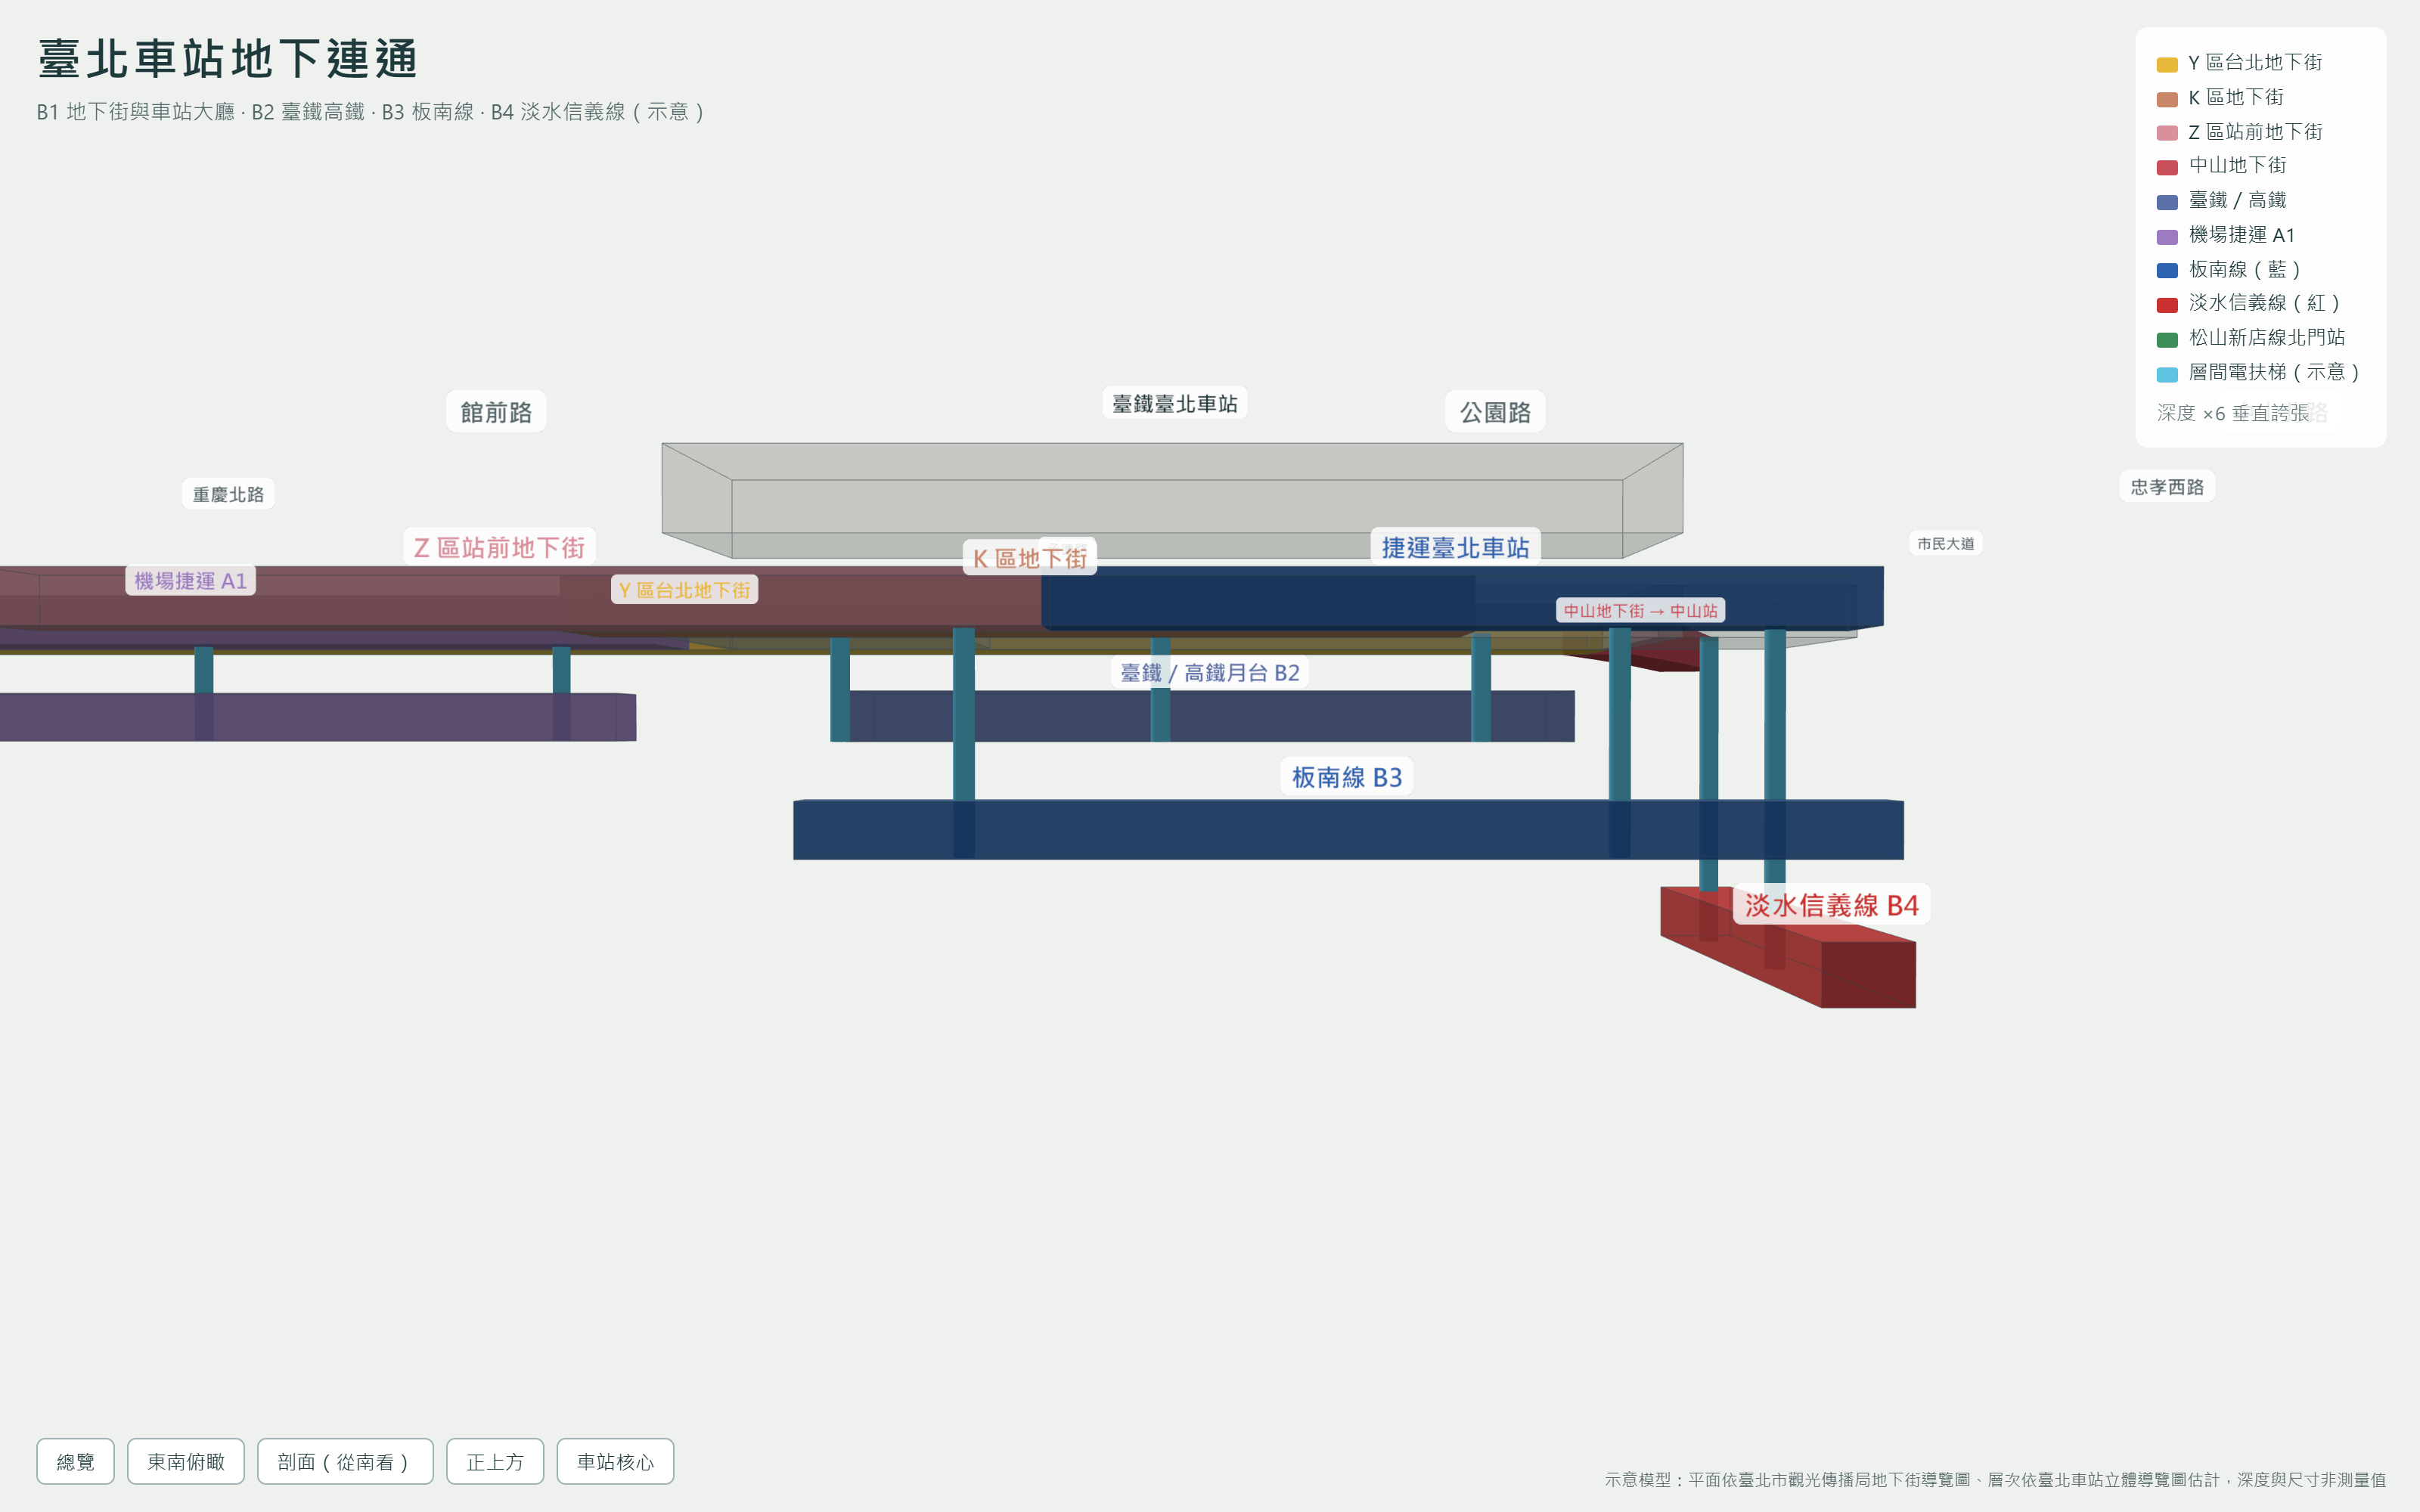 臺北車站地下連通
B1 地下街與車站大廳 · B2 臺鐵高鐵 · B3 板南線 · B4 淡水信義線（示意）
Y 區台北地下街
K 區地下街
Z 區站前地下街
中山地下街
臺鐵 / 高鐵
機場捷運 A1
板南線（藍）
淡水信義線（紅）
松山新店線北門站
層間電扶梯（示意）
深度 ×6 垂直誇張
館前路
臺鐵臺北車站
公園路
重慶北路
忠孝西路
市民大道
Z 區站前地下街
K 區地下街
捷運臺北車站
機場捷運 A1
Y 區台北地下街
中山地下街 → 中山站
臺鐵 / 高鐵月台 B2
板南線 B3
淡水信義線 B4
總覽
東南俯瞰
剖面（從南看）
正上方
車站核心
示意模型：平面依臺北市觀光傳播局地下街導覽圖、層次依臺北車站立體導覽圖估計，深度與尺寸非測量值